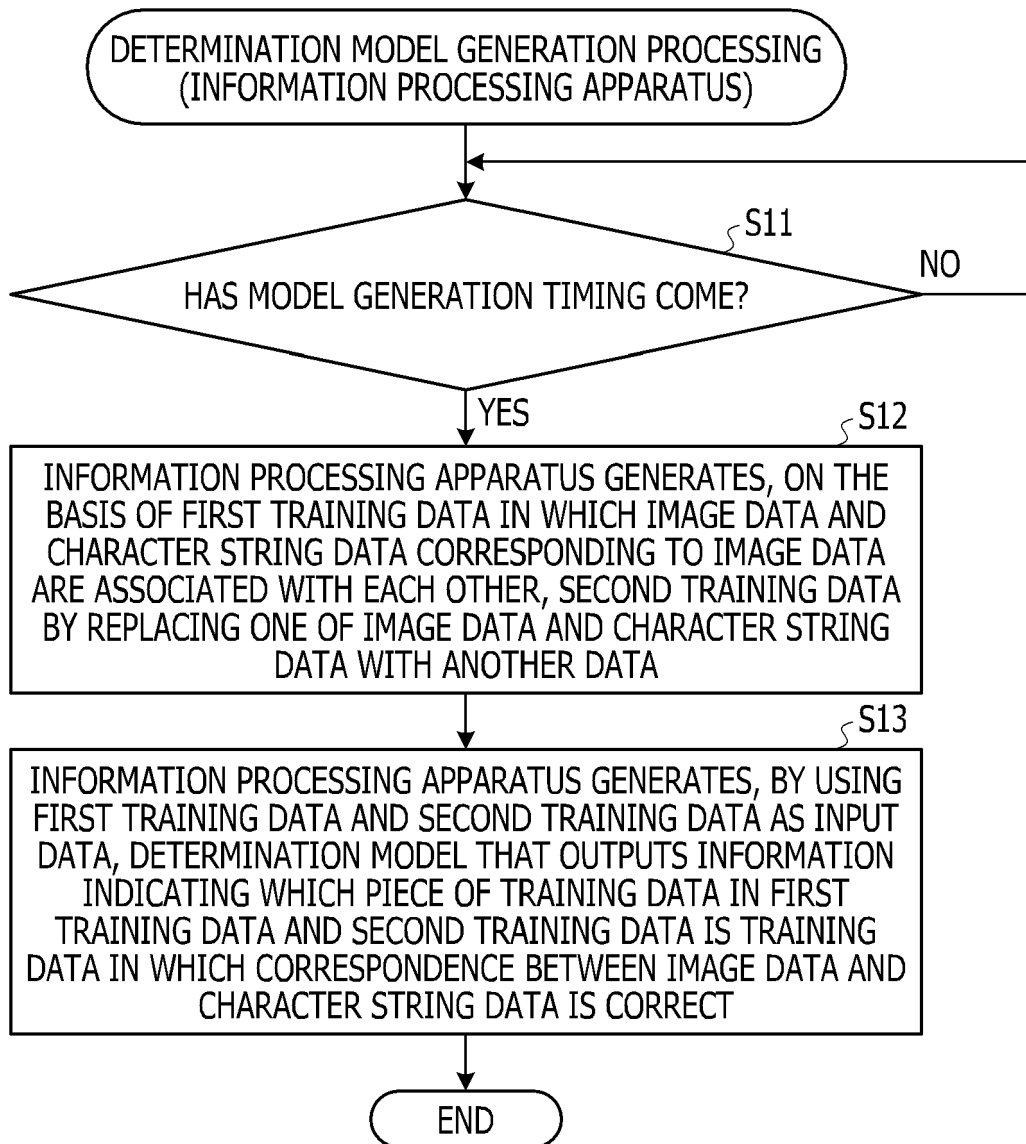 DETERMINATION MODEL GENERATION PROCESSING
(INFORMATION PROCESSING APPARATUS)
S11
HAS MODEL GENERATION TIMING COME?
NO
YES
S12
INFORMATION PROCESSING APPARATUS GENERATES, ON THE
BASIS OF FIRST TRAINING DATA IN WHICH IMAGE DATA AND
CHARACTER STRING DATA CORRESPONDING TO IMAGE DATA
ARE ASSOCIATED WITH EACH OTHER, SECOND TRAINING DATA
BY REPLACING ONE OF IMAGE DATA AND CHARACTER STRING
DATA WITH ANOTHER DATA
S13
INFORMATION PROCESSING APPARATUS GENERATES, BY USING
FIRST TRAINING DATA AND SECOND TRAINING DATA AS INPUT
DATA, DETERMINATION MODEL THAT OUTPUTS INFORMATION
INDICATING WHICH PIECE OF TRAINING DATA IN FIRST
TRAINING DATA AND SECOND TRAINING DATA IS TRAINING
DATA IN WHICH CORRESPONDENCE BETWEEN IMAGE DATA AND
CHARACTER STRING DATA IS CORRECT
END